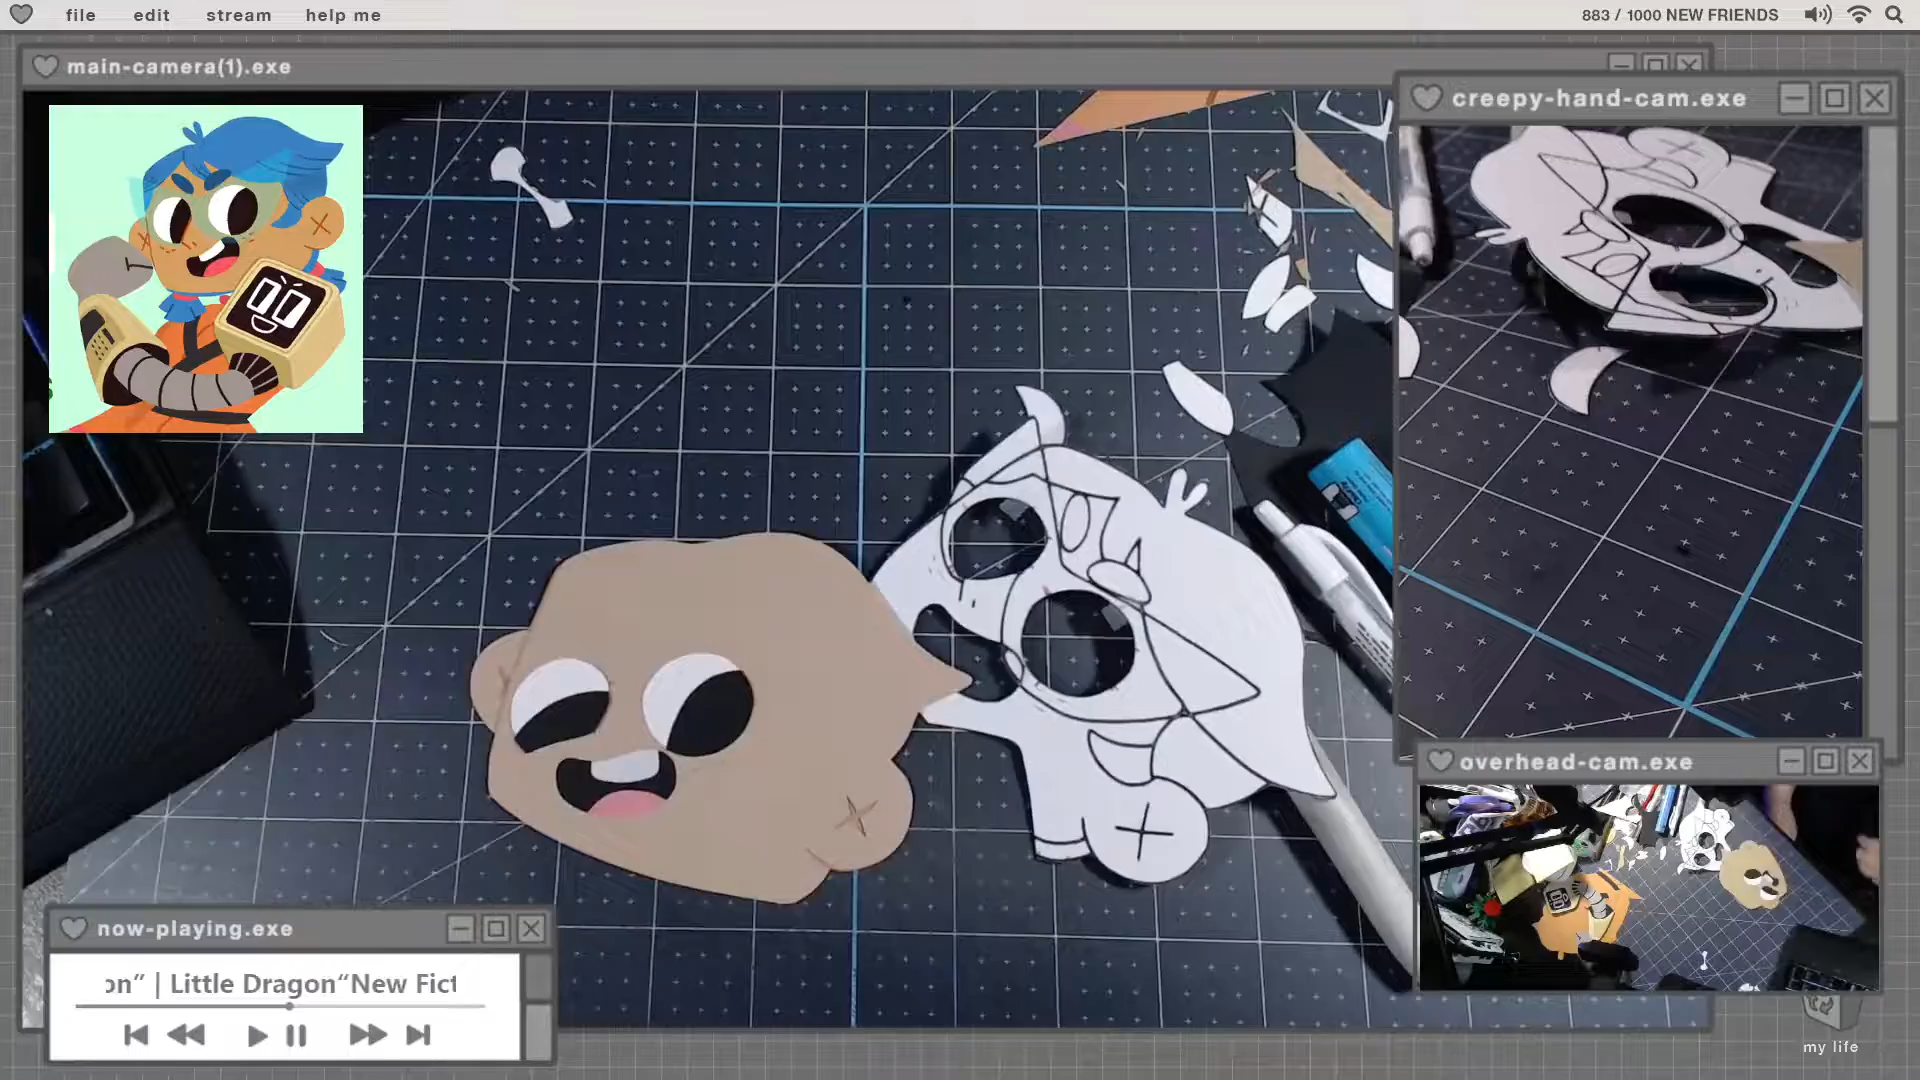 file edit stream help me
883 / 1000 NEW FRIENDS
main-camera(1).exe
creepy-hand-cam.exe
overhead-cam.exe
now-playing.exe
on” | Little Dragon“New Fict
my life